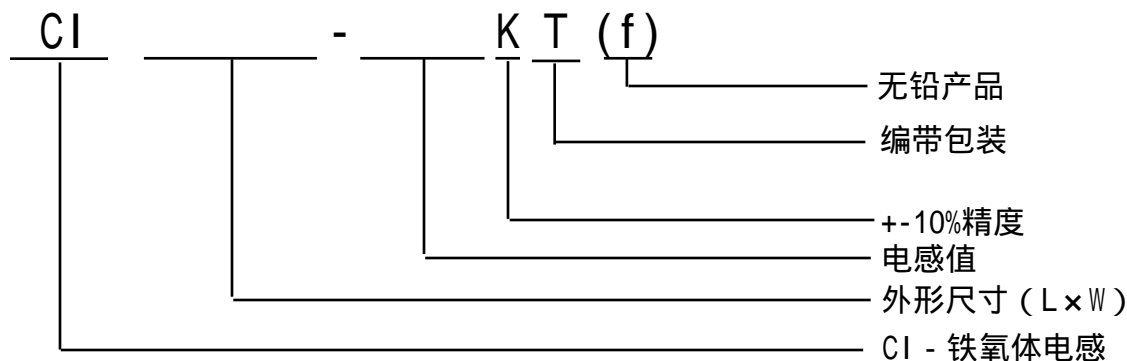 CI - K T (f)
无铅产品
编带包装
+-10%精度
电感值
外形尺寸(L×W)
CI - 铁氧体电感